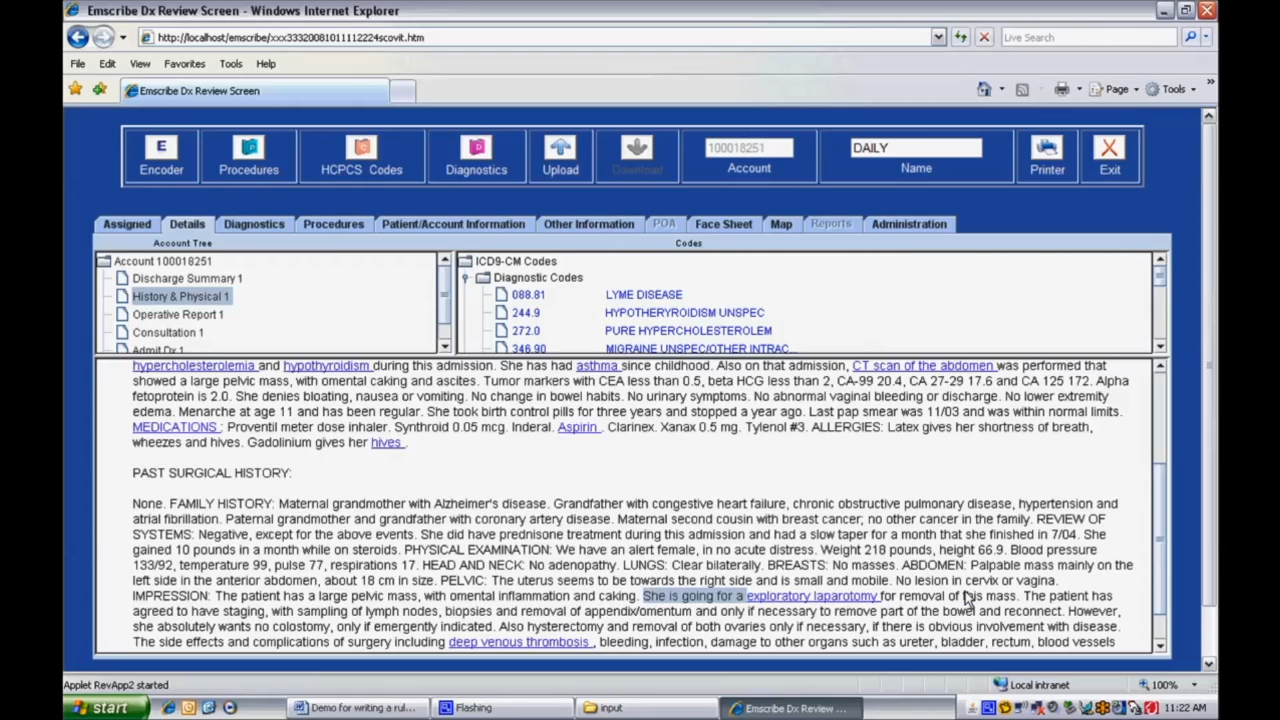 Emscribe Dx Review Screen - Windows Internet Explorer
http://localhost/emscribe/xxx33320081011112224scovit.htm
Live Search
File Edit View Favorites Tools Help
Emscribe Dx Review Screen
Page Tools
E
100018251
DAILY
Encoder Procedures HCPCS Codes Diagnostics Upload Download Account Name Printer Exit
Assigned Details Diagnostics Procedures Patient/Account Information Other Information POA Face Sheet Map Reports Administration
Account Tree Codes
Account 100018251
Discharge Summary 1
History & Physical 1
Operative Report 1
Consultation 1
Admit Dx 1
ICD9-CM Codes
Diagnostic Codes
088.81 LYME DISEASE
244.9 HYPOTHERYROIDISM UNSPEC
272.0 PURE HYPERCHOLESTEROLEM
346.90 MIGRAINE UNSPEC/OTHER INTRAC...
hypercholesterolemia and hypothyroidism during this admission. She has had asthma since childhood. Also on that admission, CT scan of the abdomen was performed that
showed a large pelvic mass, with omental caking and ascites. Tumor markers with CEA less than 0.5, beta HCG less than 2, CA-99 20.4, CA 27-29 17.6 and CA 125 172. Alpha
fetoprotein is 2.0. She denies bloating, nausea or vomiting. No change in bowel habits. No urinary symptoms. No abnormal vaginal bleeding or discharge. No lower extremity
edema. Menarche at age 11 and has been regular. She took birth control pills for three years and stopped a year ago. Last pap smear was 11/03 and was within normal limits.
MEDICATIONS : Proventil meter dose inhaler. Synthroid 0.05 mcg. Inderal. Aspirin . Clarinex. Xanax 0.5 mg. Tylenol #3. ALLERGIES: Latex gives her shortness of breath,
wheezes and hives. Gadolinium gives her hives .
PAST SURGICAL HISTORY:
None. FAMILY HISTORY: Maternal grandmother with Alzheimer's disease. Grandfather with congestive heart failure, chronic obstructive pulmonary disease, hypertension and
atrial fibrillation. Paternal grandmother and grandfather with coronary artery disease. Maternal second cousin with breast cancer; no other cancer in the family. REVIEW OF
SYSTEMS: Negative, except for the above events. She did have prednisone treatment during this admission and had a slow taper for a month that she finished in 7/04. She
gained 10 pounds in a month while on steroids. PHYSICAL EXAMINATION: We have an alert female, in no acute distress. Weight 218 pounds, height 66.9. Blood pressure
133/92, temperature 99, pulse 77, respirations 17. HEAD AND NECK: No adenopathy. LUNGS: Clear bilaterally. BREASTS: No masses. ABDOMEN: Palpable mass mainly on the
left side in the anterior abdomen, about 18 cm in size. PELVIC: The uterus seems to be towards the right side and is small and mobile. No lesion in cervix or vagina.
IMPRESSION: The patient has a large pelvic mass, with omental inflammation and caking. She is going for a exploratory laparotomy for removal of this mass. The patient has
agreed to have staging, with sampling of lymph nodes, biopsies and removal of appendix/omentum and only if necessary to remove part of the bowel and reconnect. However,
she absolutely wants no colostomy, only if emergently indicated. Also hysterectomy and removal of both ovaries only if necessary, if there is obvious involvement with disease.
The side effects and complications of surgery including deep venous thrombosis , bleeding, infection, damage to other organs such as ureter, bladder, rectum, blood vessels
Applet RevApp2 started
Local intranet
100%
start
Demo for writing a rul...
Flashing
input
Emscribe Dx Review ...
11:22 AM